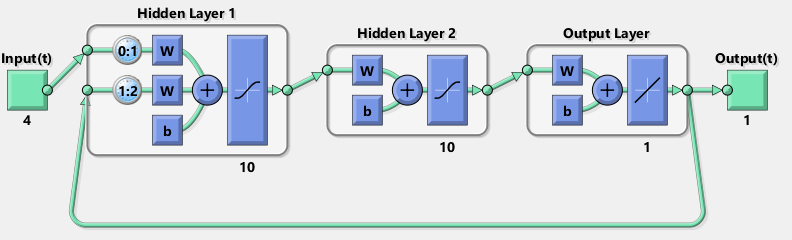 Hidden Layer 1
Hidden Layer 2
Output Layer
Input(t)
Output(t)
0:1
W
1:2
W
b
W
b
W
b
4
10
10
1
1